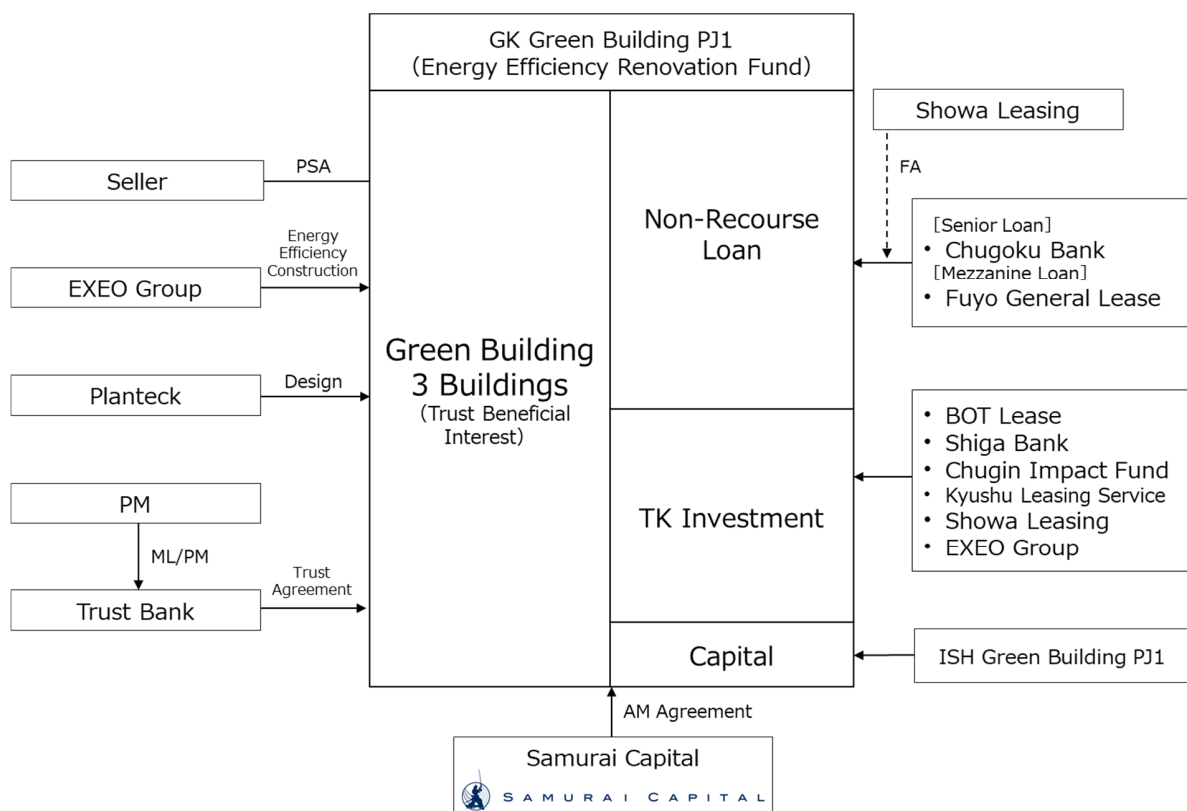 GK Green Building PJ1
（Energy Efficiency Renovation Fund）
Seller
PSA
EXEO Group
Energy
Efficiency
Construction
Planteck
Design
PM
ML/PM
Trust Bank
Trust
Agreement
Green Building
3 Buildings
（Trust Beneficial
Interest）
Non-Recourse
Loan
TK Investment
Capital
Showa Leasing
FA
［Senior Loan］
• Chugoku Bank
［Mezzanine Loan］
• Fuyo General Lease
• BOT Lease
• Shiga Bank
• Chugin Impact Fund
• Kyushu Leasing Service
• Showa Leasing
• EXEO Group
ISH Green Building PJ1
AM Agreement
Samurai Capital
SAMURAI CAPITAL